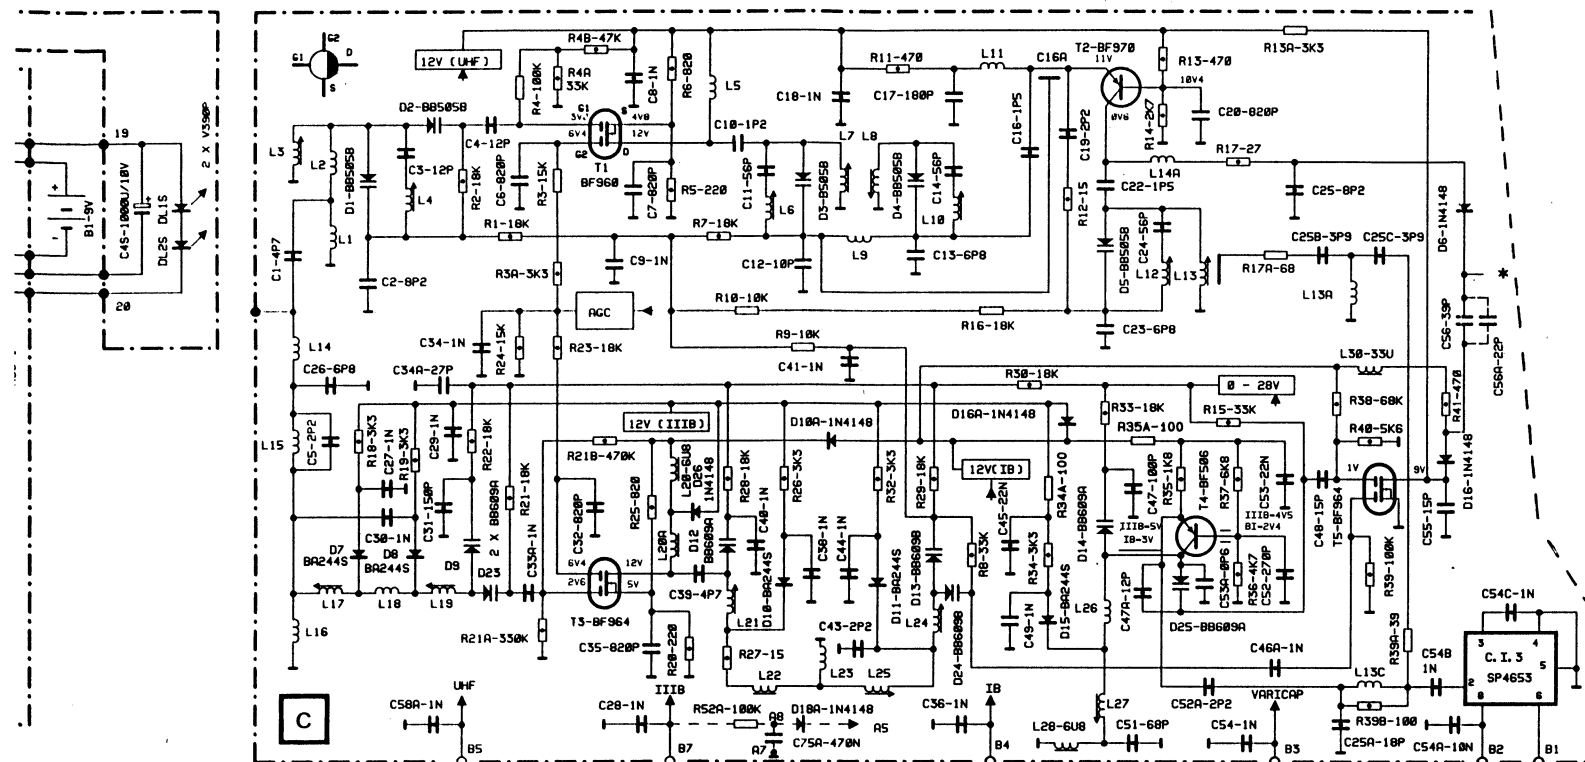 G2
G1
D
S
12V (UHF)
R4B-47K
R4-100K
R4A
33K
C8-1N
R6-820
L5
R11-470
L11
C16A
T2-BF970
11V
R13-470
10V4
R13A-3K3
2 X V390P
19
20
B1-9V
+
-
C4S-1000U/10V
+
DL1S
DL2S
D2-BB505B
C4-12P
G1
3V
6V4
G2
S
4V8
12V
D
T1
BF960
C10-1P2
C18-1N
C17-180P
C16-1P5
C19-2P2
0V6
R14-2K7
C20-820P
L3
L2
D1-BB505B
C3-12P
L4
R2-18K
C6-820P
R3-15K
C7-820P
R5-220
C11-56P
L6
D3-B505B
L7
L8
D4-BB505B
C14-56P
L10
R12-15
L14A
R17-27
C22-1P5
C25-8P2
D6-1N4148
C1-4P7
L1
R1-18K
R7-18K
C2-8P2
R3A-3K3
C9-1N
C12-10P
L9
C13-6P8
D5-BB505B
C24-56P
L12
L13
R17A-68
C25B-3P9
C25C-3P9
L13A
*
AGC
R10-10K
R16-18K
C23-6P8
C56-39P
C56A-22P
L14
C34-1N
R24-15K
R23-18K
R9-10K
C41-1N
L30-33U
C26-6P8
C34A-27P
R30-18K
0 - 28V
L15
C5-2P2
R18-3K3
C27-1N
R19-3K3
C29-1N
R22-18K
12V (IIIB)
D10A-1N4148
D16A-1N4148
R33-18K
R15-33K
R38-68K
R41-470
R35A-100
R40-5K6
R21B-470K
L20-6U8
D26
1N4148
R28-18K
R26-3K3
R32-3K3
R29-18K
12V(IB)
R34A-100
C47-100P
R35-1K8
T4-BF506
R37-6K8
C53-22N
1V
9V
D16-1N4148
C31-150P
C30-1N
2 X BB609A
R21-18K
C33A-1N
C32-820P
R25-820
L20A
D12
BB609A
C40-1N
C38-1N
C44-1N
D13-BB609B
C45-22N
R8-33K
R34-3K3
D14-BB609A
IIIB-5V
IB-3V
IIIB-4V5
BI-2V4
C48-15P
T5-BF964
C55-15P
D7
BA244S
D8
BA244S
D9
D23
6V4
2V6
12V
5V
C39-4P7
D10-BA244S
D11-BA244S
D15-BA244S
C47A-12P
C53A-0P6
R36-4K7
C52-270P
R39-100K
L17
L18
L19
T3-BF964
L21
C43-2P2
L24
D24-BB609B
C49-1N
L26
D25-BB609A
C54C-1N
L16
R21A-330K
C35-820P
R20-220
R27-15
L22
L23
L25
C46A-1N
R39A-39
3
4
C.I.3
5
SP4653
2
8
6
C
C58A-1N
UHF
B5
C28-1N
IIIB
B7
R52A-100K
A8
D18A-1N4148
A5
A7
C75A-470N
C36-1N
IB
B4
L28-6U8
L27
C51-68P
C52A-2P2
VARICAP
C54-1N
B3
L13C
C54B
1N
R39B-100
C25A-18P
C54A-10N
B2
B1